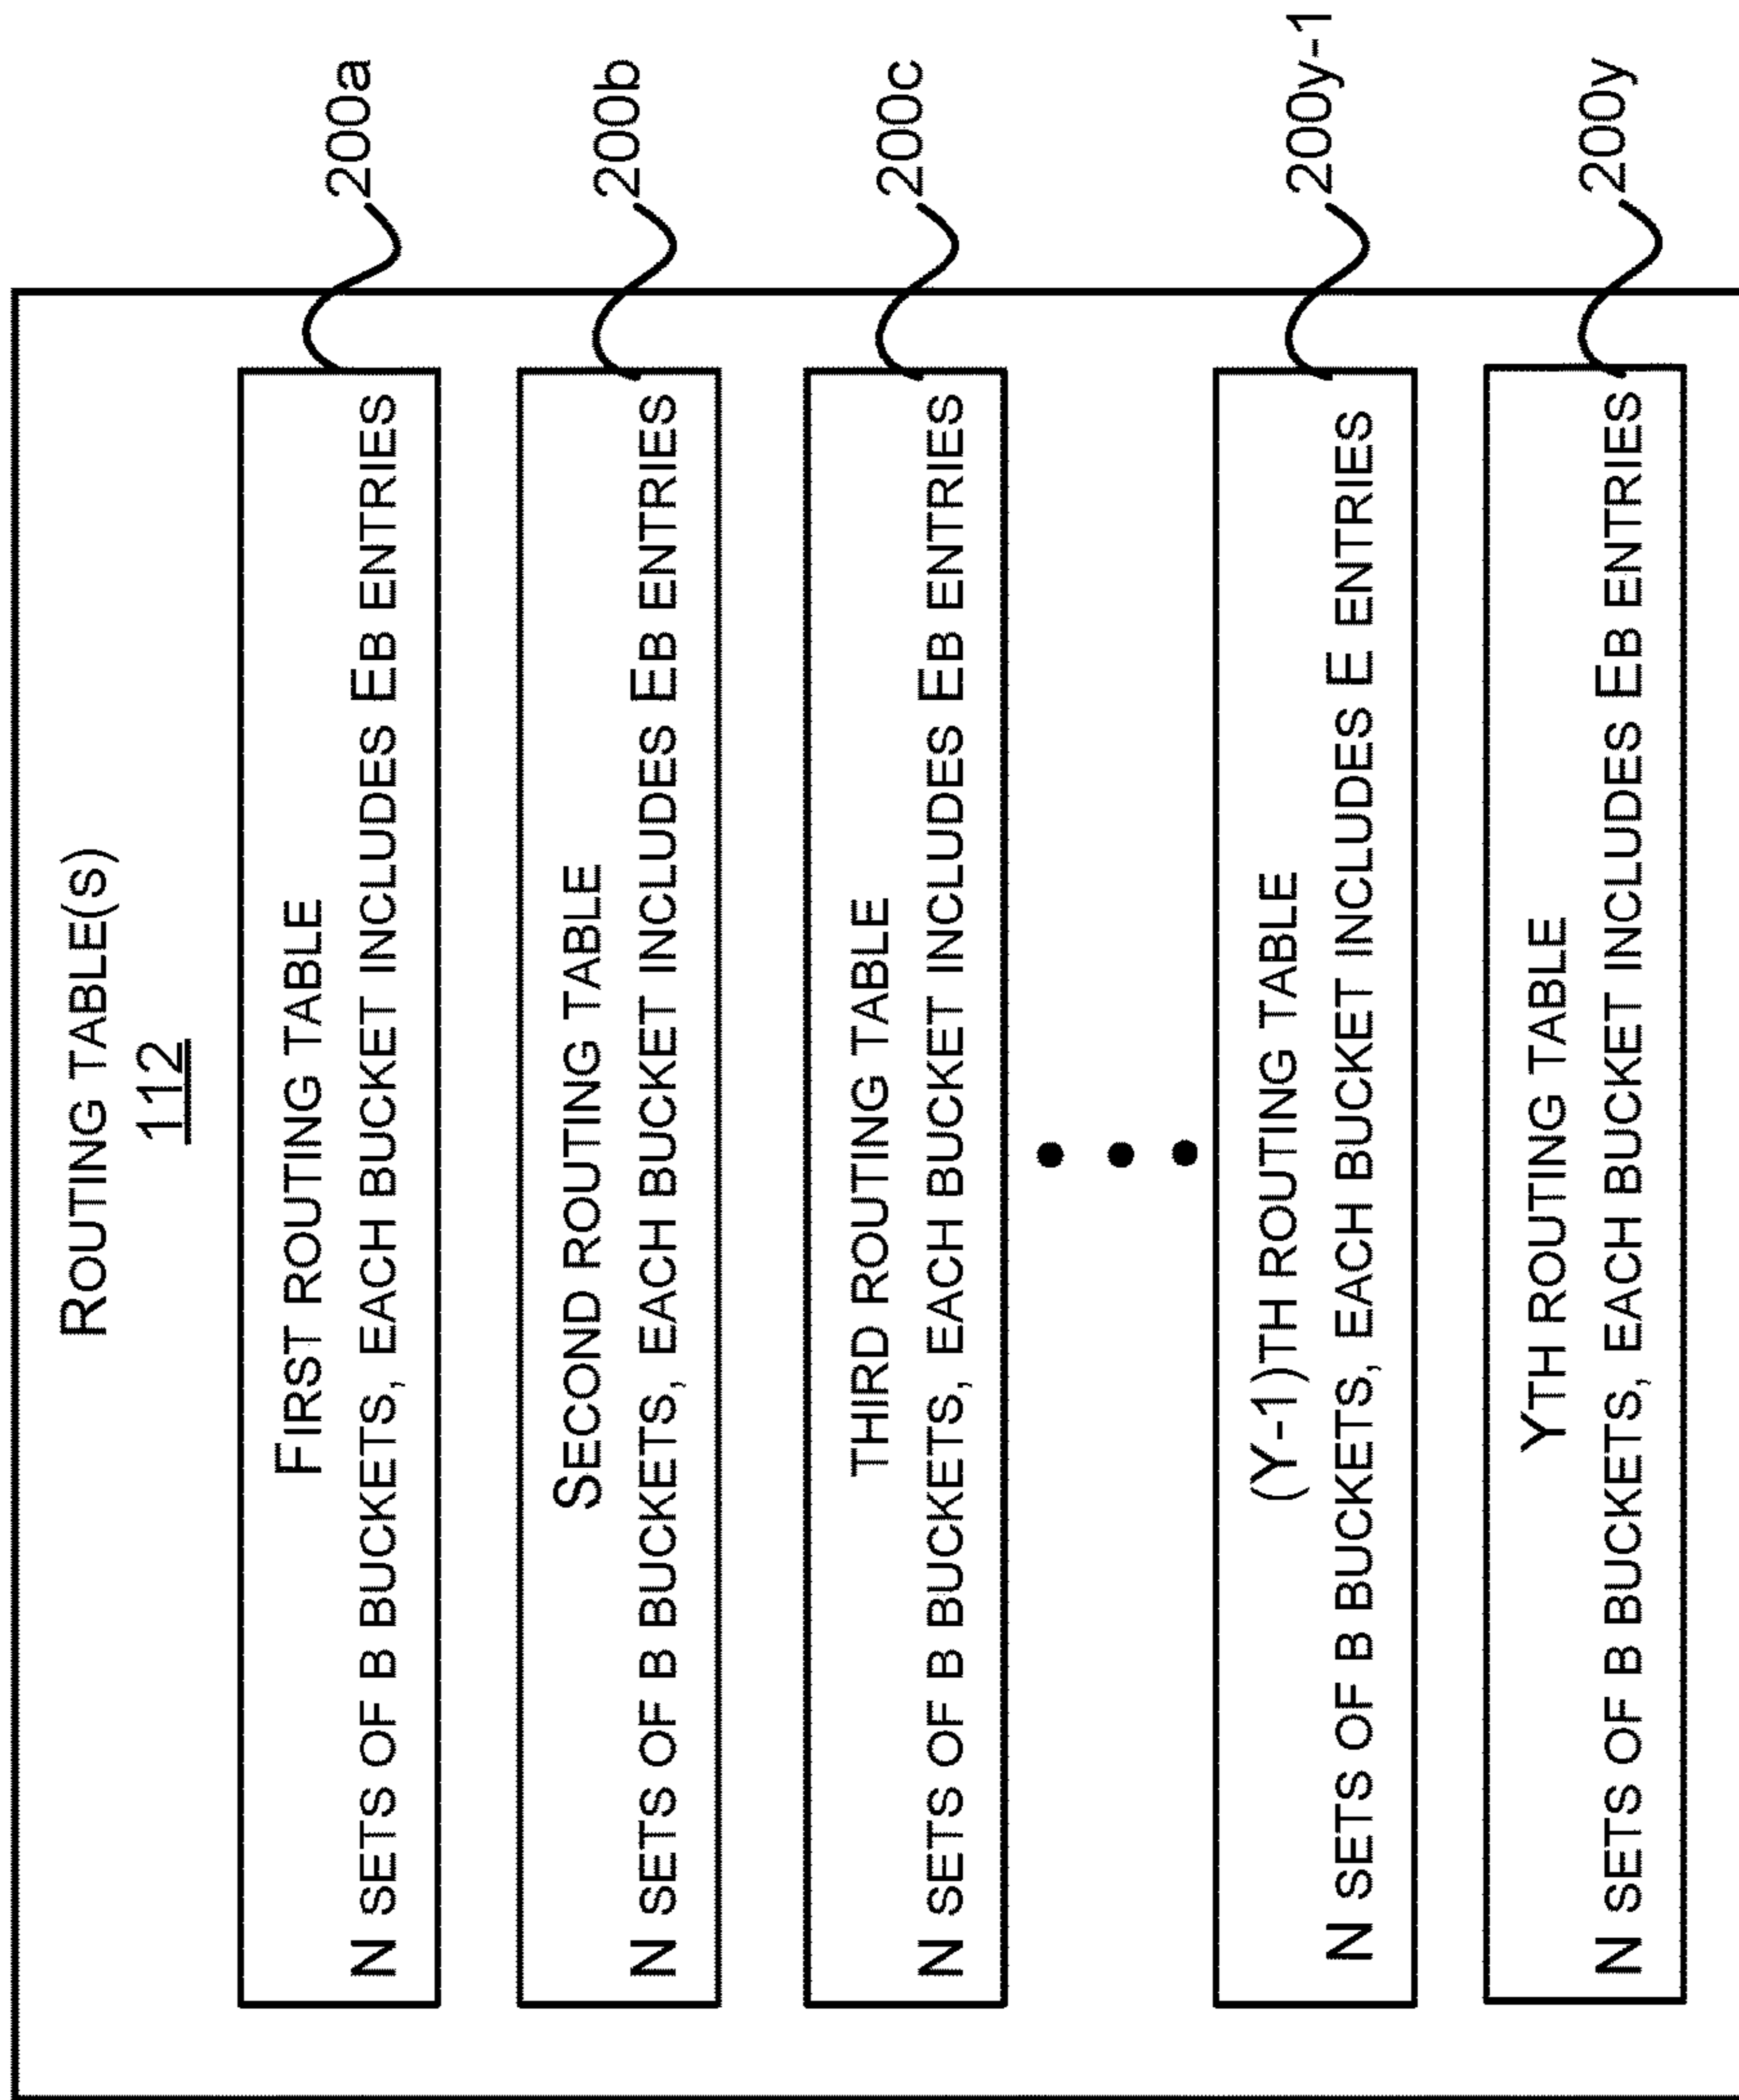 ROUTING TABLE(S)
112
FIRST ROUTING TABLE
N SETS OF B BUCKETS, EACH BUCKET INCLUDES EB ENTRIES
200a
SECOND ROUTING TABLE
N SETS OF B BUCKETS, EACH BUCKET INCLUDES EB ENTRIES
200b
THIRD ROUTING TABLE
N SETS OF B BUCKETS, EACH BUCKET INCLUDES EB ENTRIES
200c
(Y-1)TH ROUTING TABLE
N SETS OF B BUCKETS, EACH BUCKET INCLUDES E ENTRIES
200y-1
YTH ROUTING TABLE
N SETS OF B BUCKETS, EACH BUCKET INCLUDES EB ENTRIES
200y